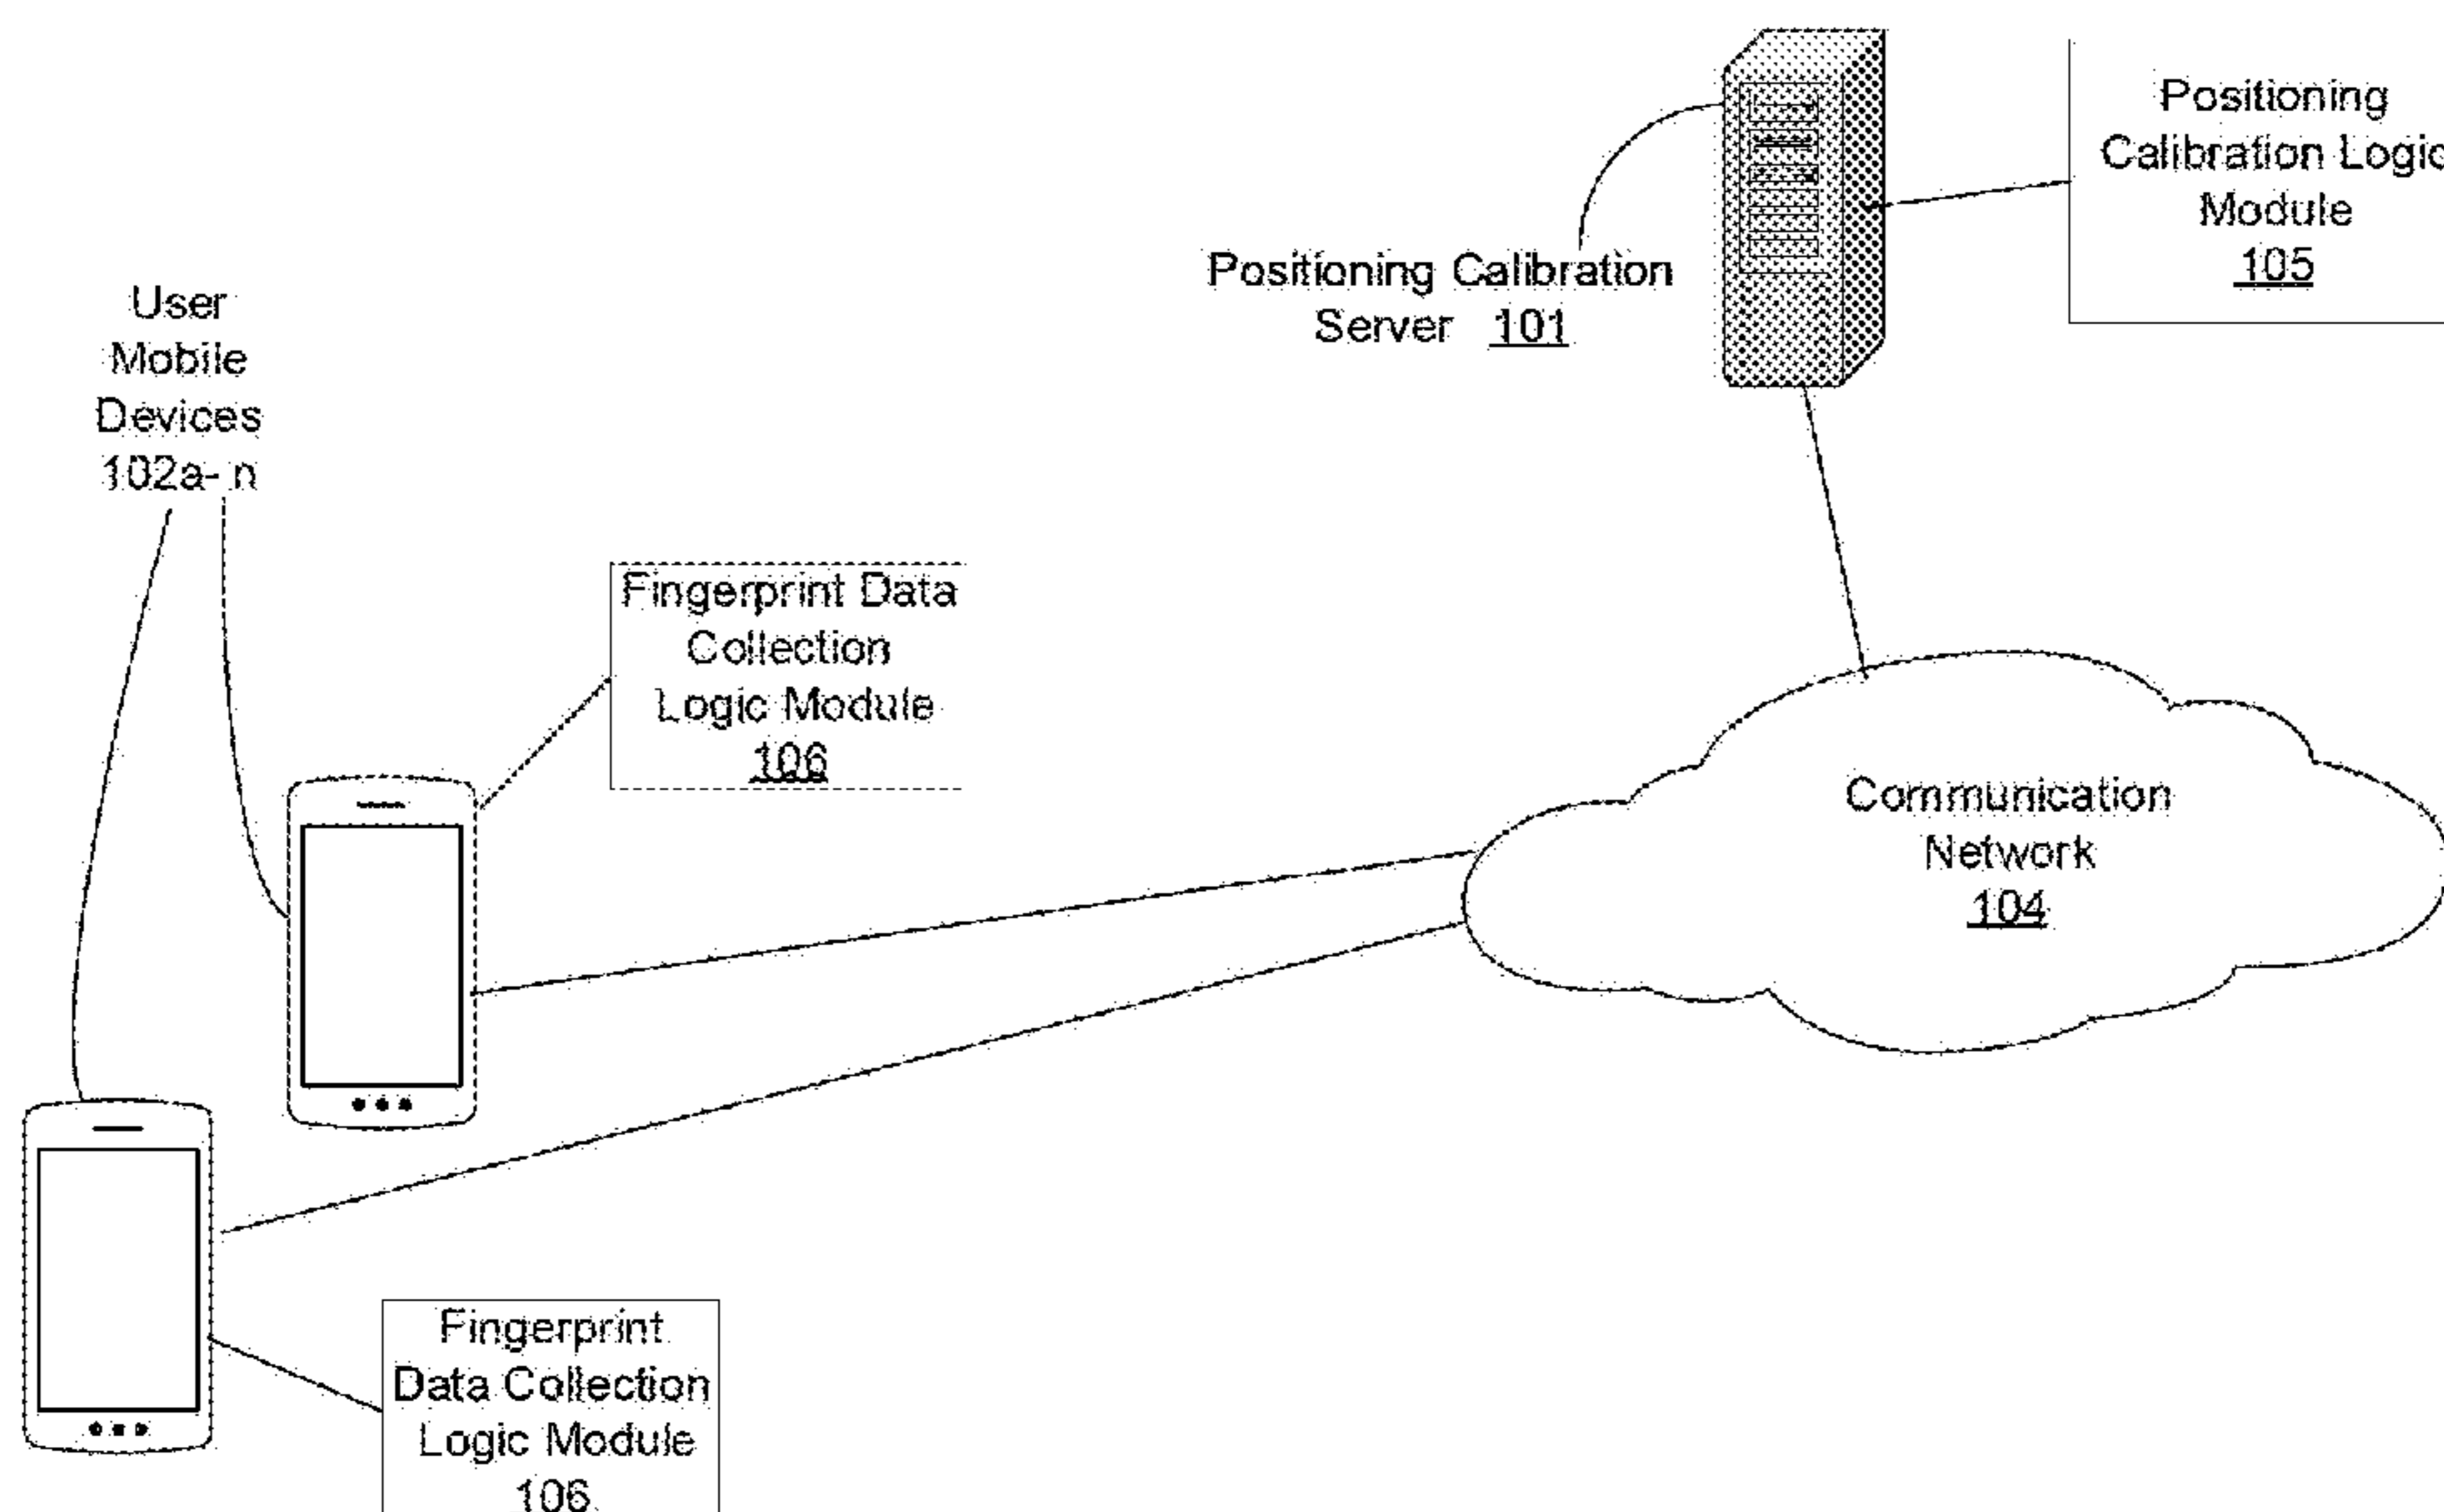 Positioning
Calibration Logic
Module
105
Positioning Calibration
Server 101
User
Mobile
Devices
102a- n
Fingerprint Data
Collection
Logic Module
106
Communication
Network
104
Fingerprint
Data Collection
Logic Module
106